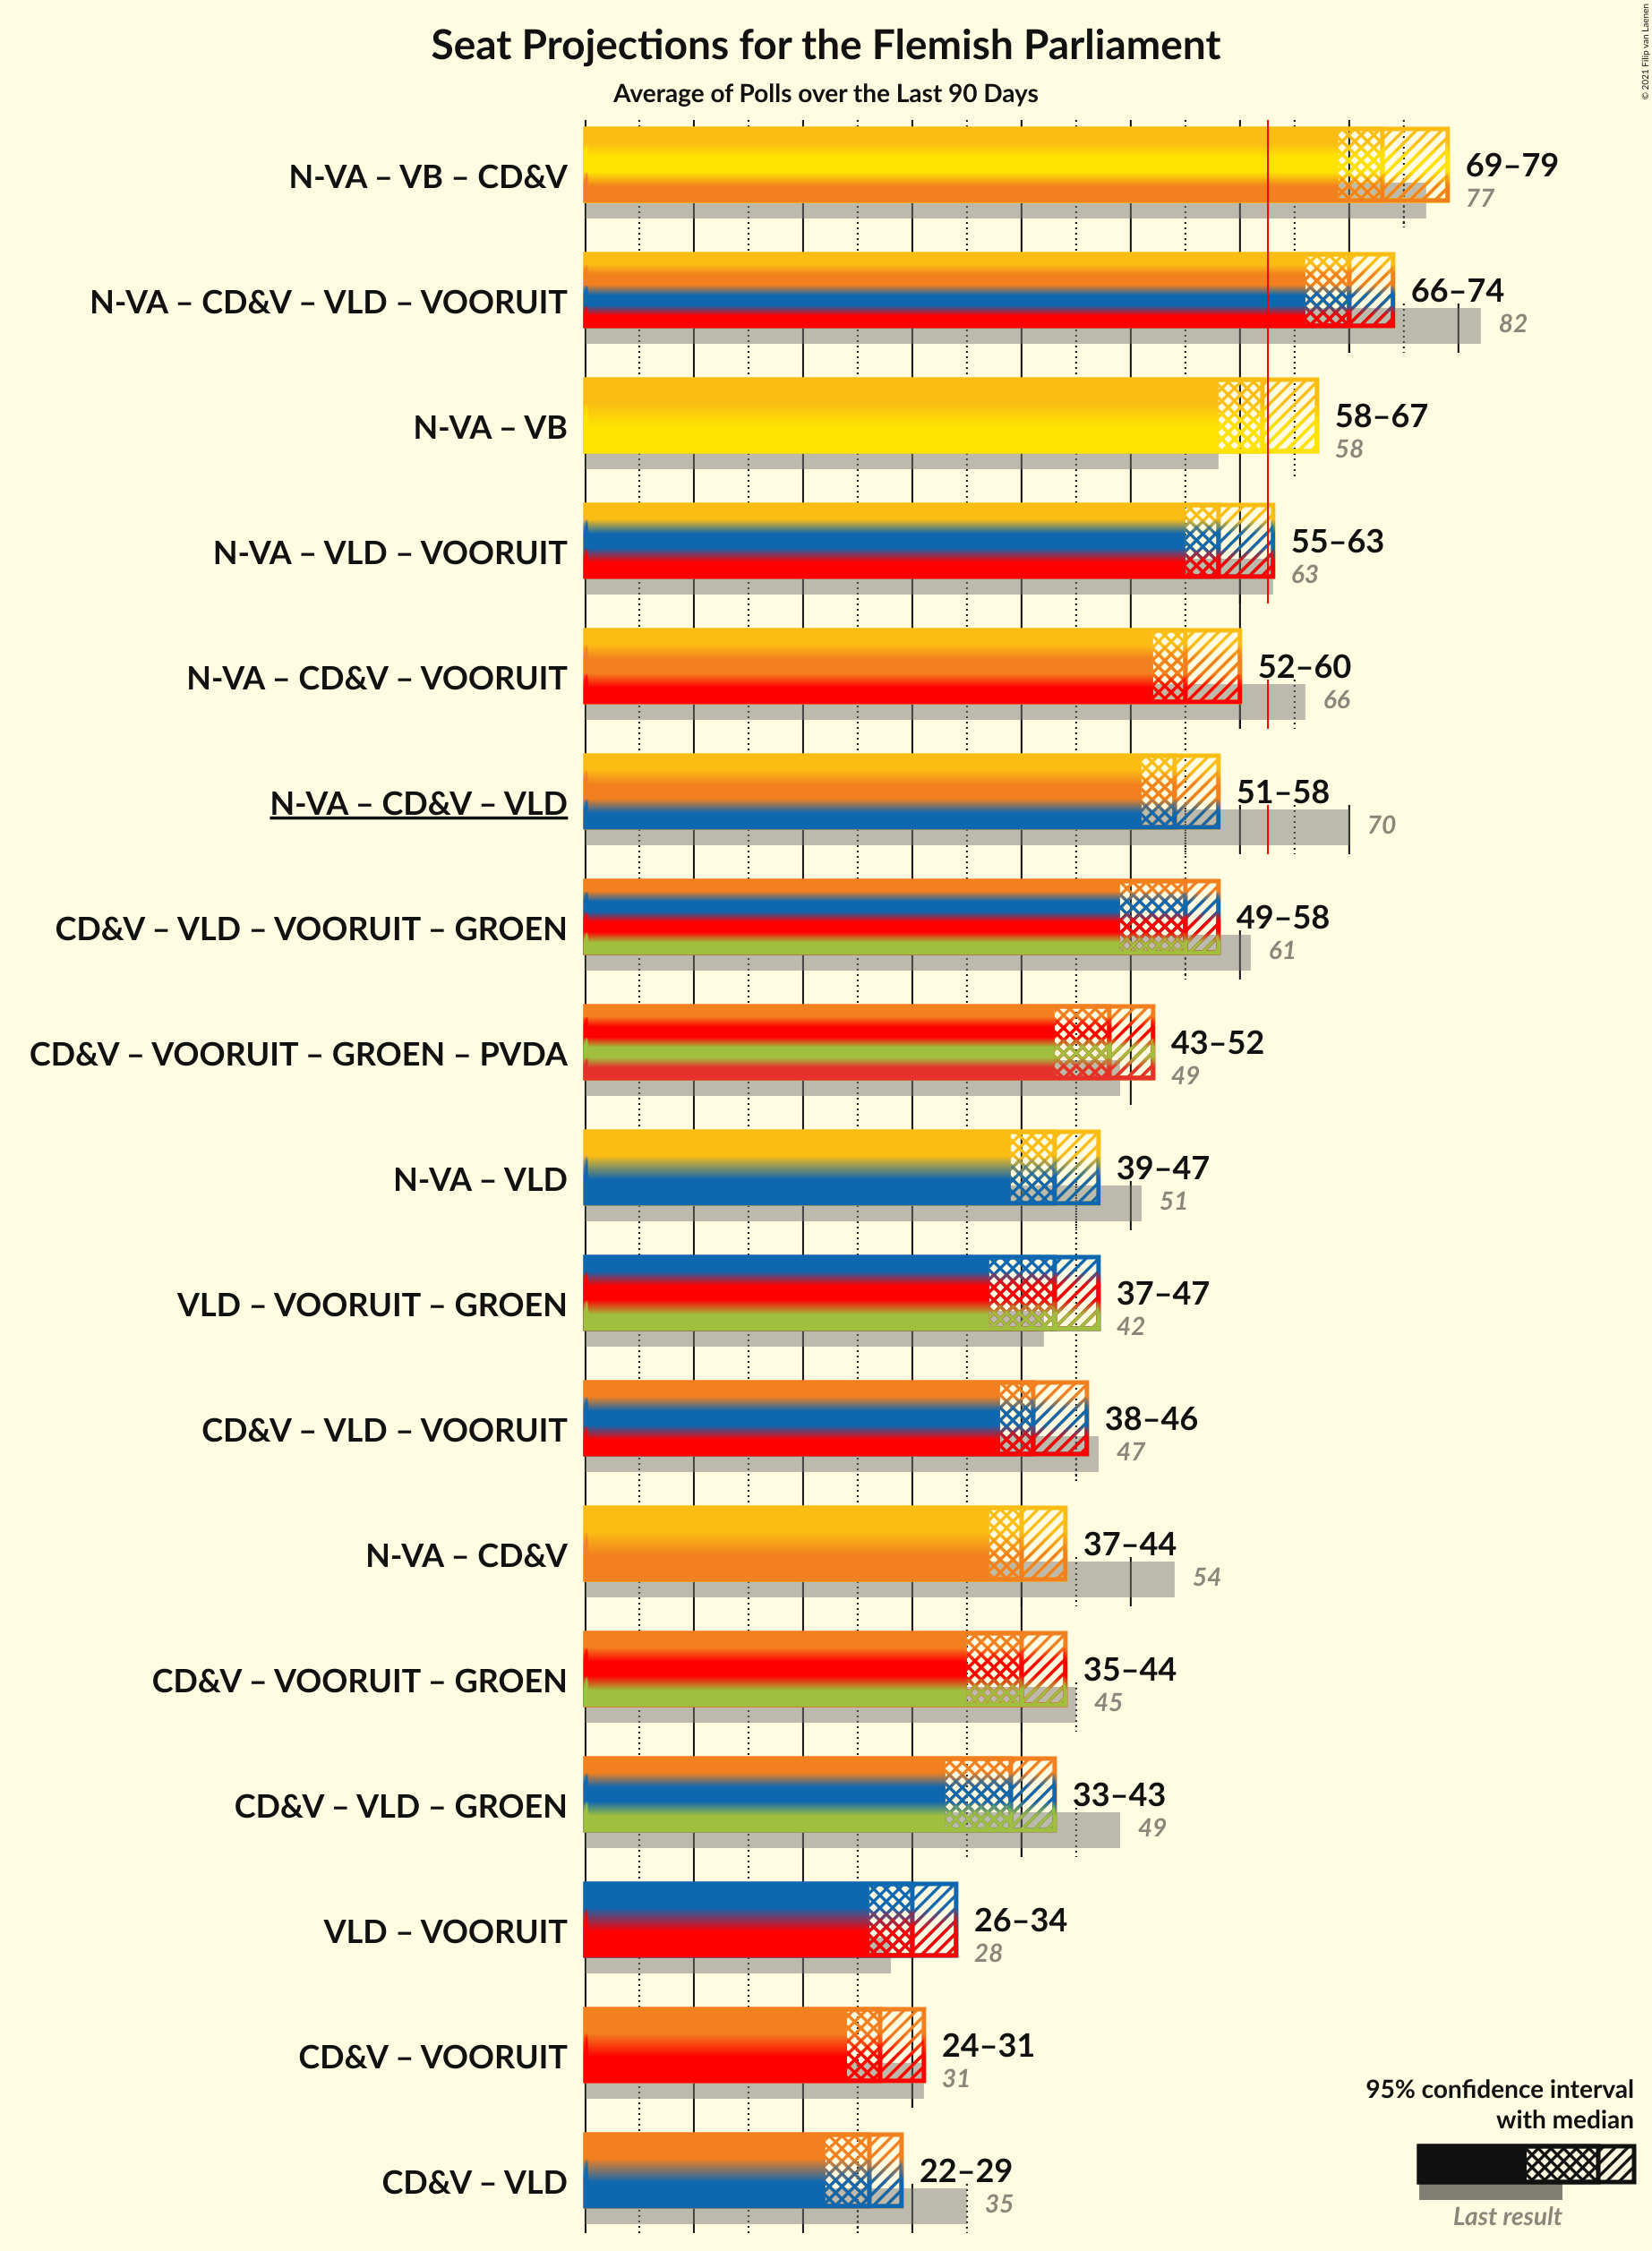 Seat Projections for the Flemish Parliament
Average of Polls over the Last 90 Days
© 2021 Filip van Laenen
N-VA – VB – CD&V
69–79
77
N-VA – CD&V – VLD – VOORUIT
66–74
82
N-VA – VB
58–67
58
N-VA – VLD – VOORUIT
55–63
63
N-VA – CD&V – VOORUIT
52–60
66
N-VA – CD&V – VLD
51–58
70
CD&V – VLD – VOORUIT – GROEN
49–58
61
CD&V – VOORUIT – GROEN – PVDA
43–52
49
N-VA – VLD
39–47
51
VLD – VOORUIT – GROEN
37–47
42
CD&V – VLD – VOORUIT
38–46
47
N-VA – CD&V
37–44
54
CD&V – VOORUIT – GROEN
35–44
45
CD&V – VLD – GROEN
33–43
49
VLD – VOORUIT
26–34
28
CD&V – VOORUIT
24–31
31
CD&V – VLD
22–29
35
95% confidence interval
with median
Last result